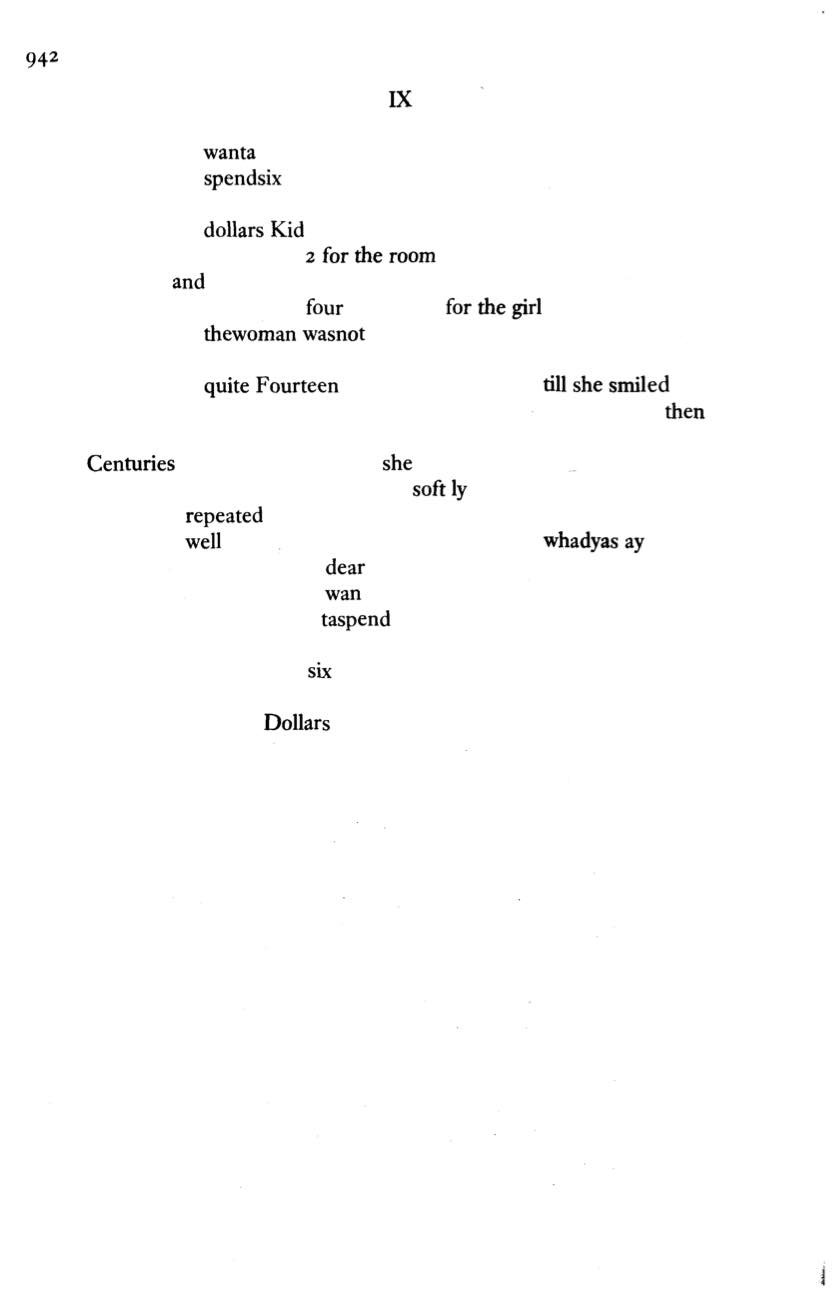 942
IX
wanta
spendsix
dollars Kid
2 for the room
and
four for the girl
thewoman wasnot
quite Fourteen till she smiled
then
Centuries she
soft ly
repeated
well whadyas ay
dear
wan
taspend
six
Dollars